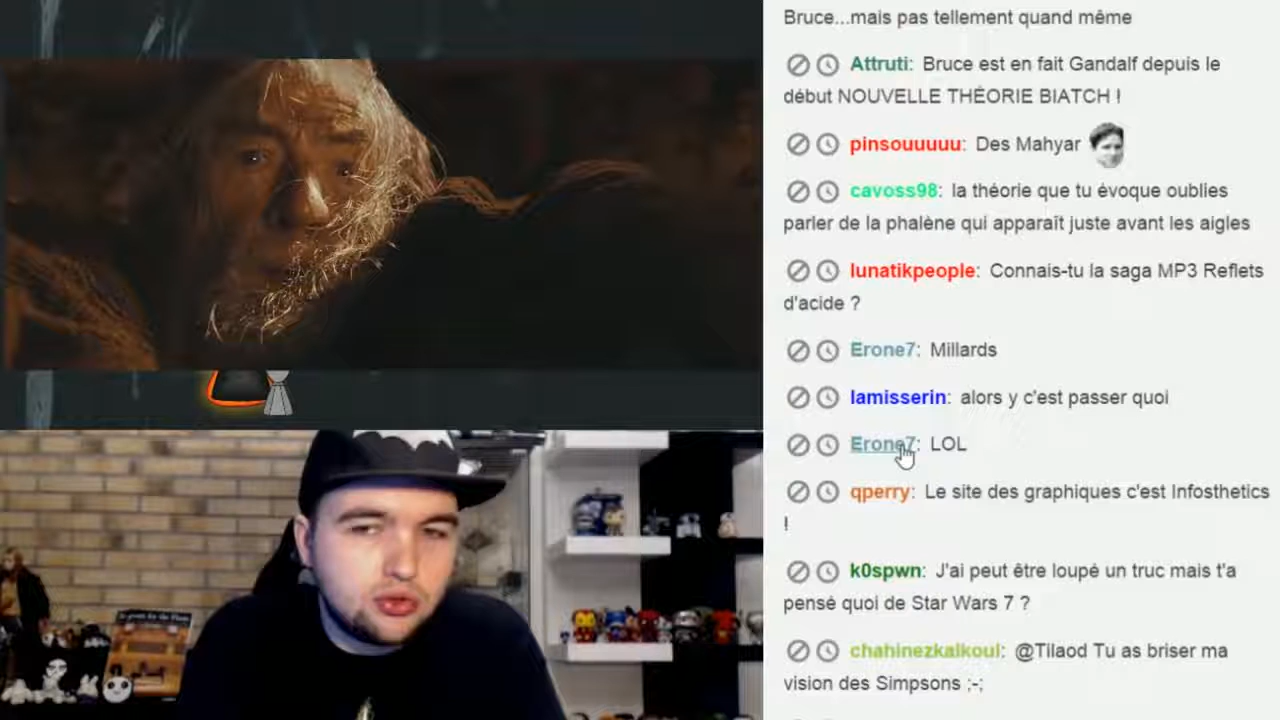 Bruce...mais pas tellement quand même
Attruti: Bruce est en fait Gandalf depuis le
début NOUVELLE THÉORIE BIATCH !
pinsouuuuu: Des Mahyar
cavoss98: la théorie que tu évoque oublies
parler de la phalène qui apparaît juste avant les aigles
lunatikpeople: Connais-tu la saga MP3 Reflets
d'acide ?
Erone7: Millards
lamisserin: alors y c'est passer quoi
Erone7: LOL
qperry: Le site des graphiques c'est Infosthetics
!
k0spwn: J'ai peut être loupé un truc mais t'a
pensé quoi de Star Wars 7 ?
chahinezkalkoul: @Tilaod Tu as briser ma
vision des Simpsons ;-;